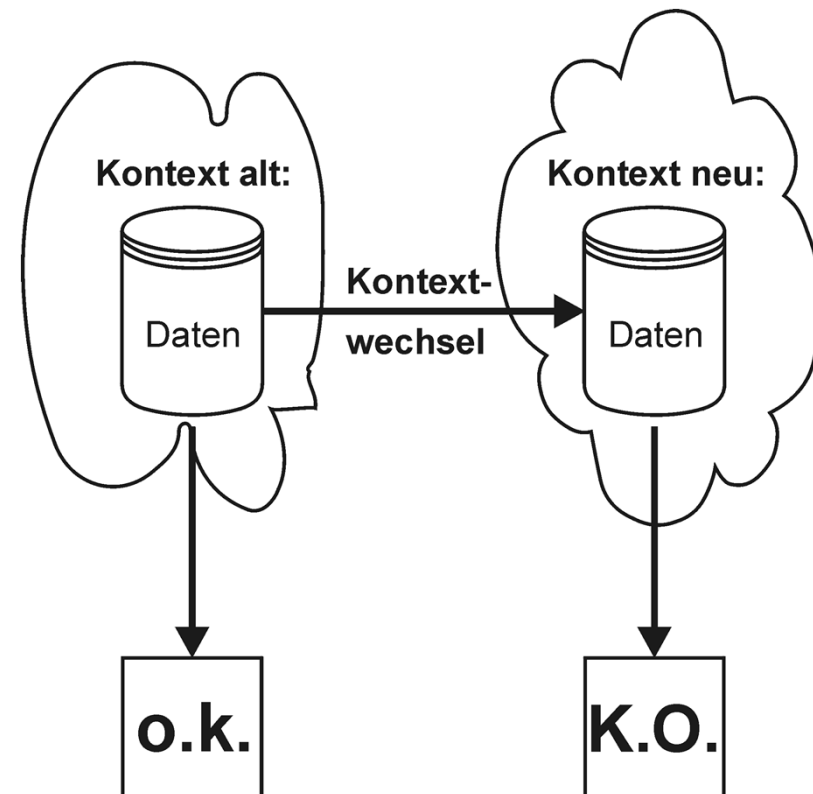 Kontext alt:
Kontext neu:
Kontext-
wechsel
Daten
Daten
o.k.
K.O.